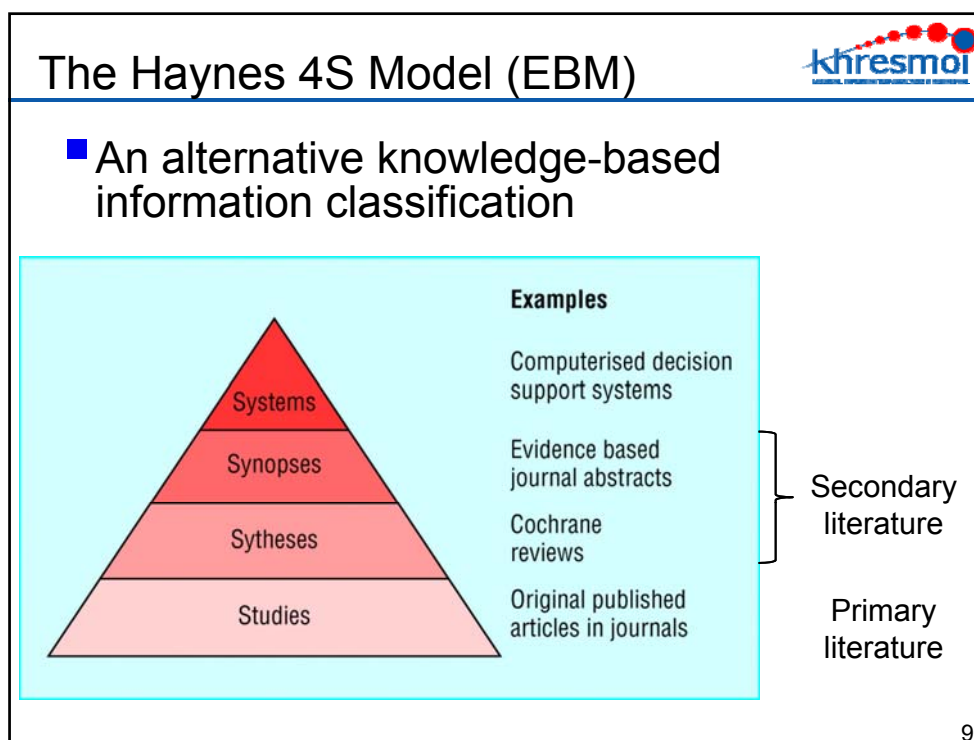 The Haynes 4S Model (EBM)
khresmoi
An alternative knowledge-based
information classification
Examples
Systems
Computerised decision
support systems
Synopses
Evidence based
journal abstracts
Sytheses
Cochrane
reviews
Studies
Original published
articles in journals
Secondary
literature
Primary
literature
9